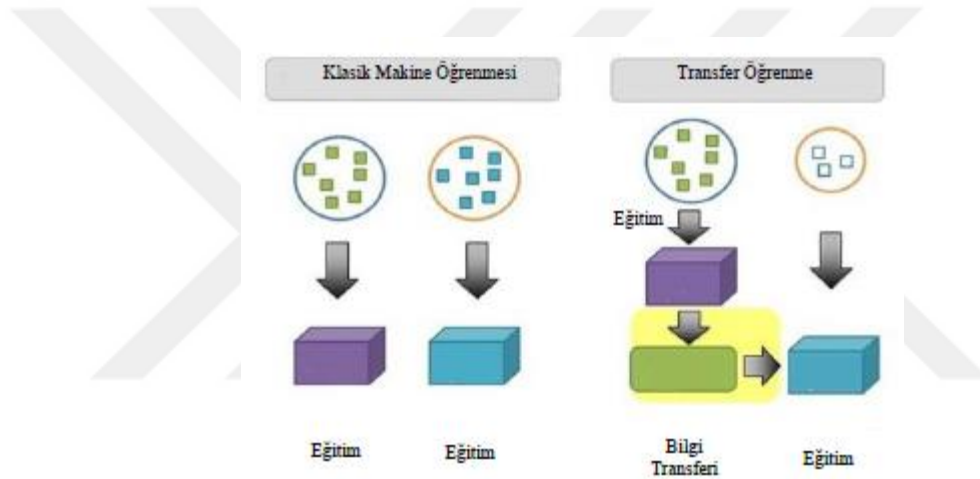 Klasik Makine Öğrenmesi
Transfer Öğrenme
Eğitim
Eğitim
Eğitim
Bilgi
Transferi
Eğitim